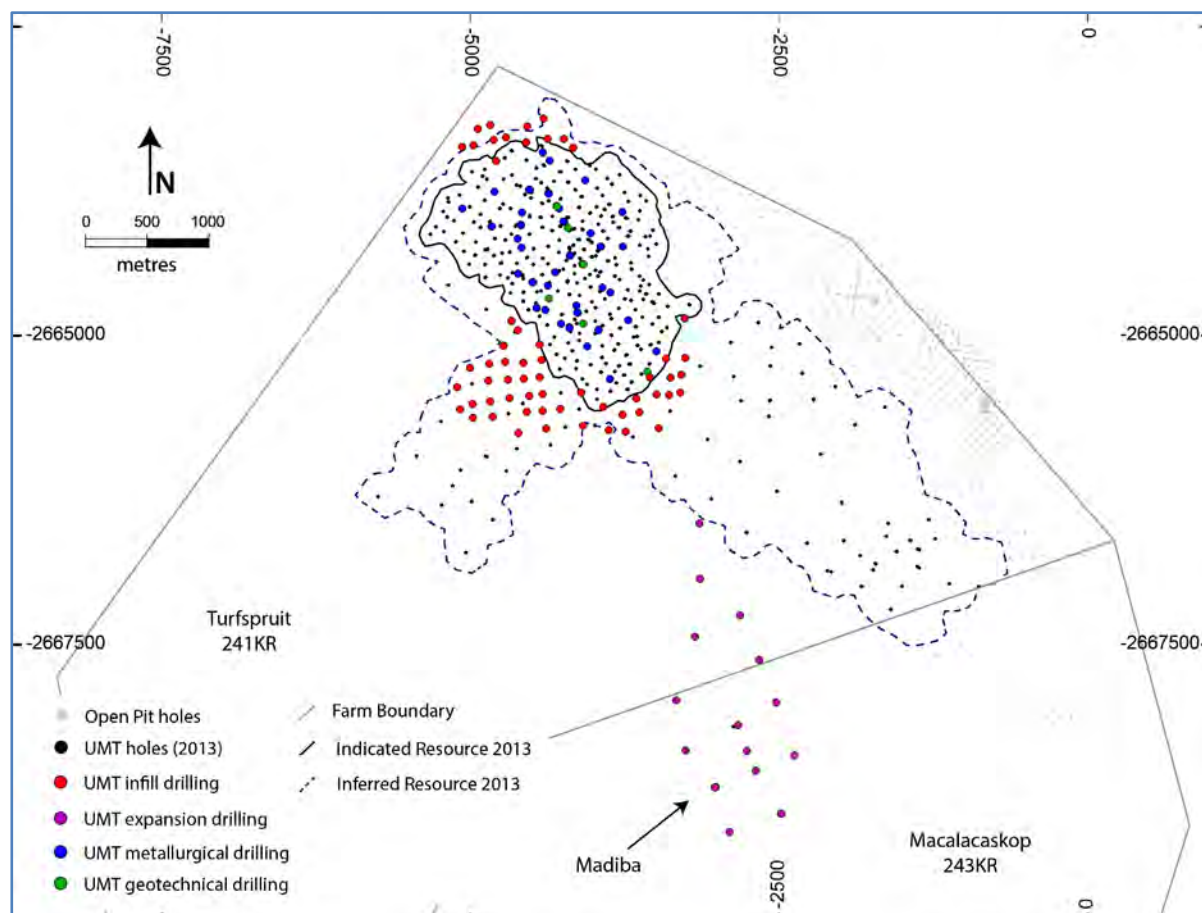 -7500
-5000
-2500
0
N
0 500 1000
metres
-2665000
-2665000
Turfspruit
241KR
-2667500
-2667500
Open Pit holes
UMT holes (2013)
UMT infill drilling
UMT expansion drilling
UMT metallurgical drilling
UMT geotechnical drilling
Farm Boundary
Indicated Resource 2013
Inferred Resource 2013
Madiba
Macalacaskop
243KR
-2500
0